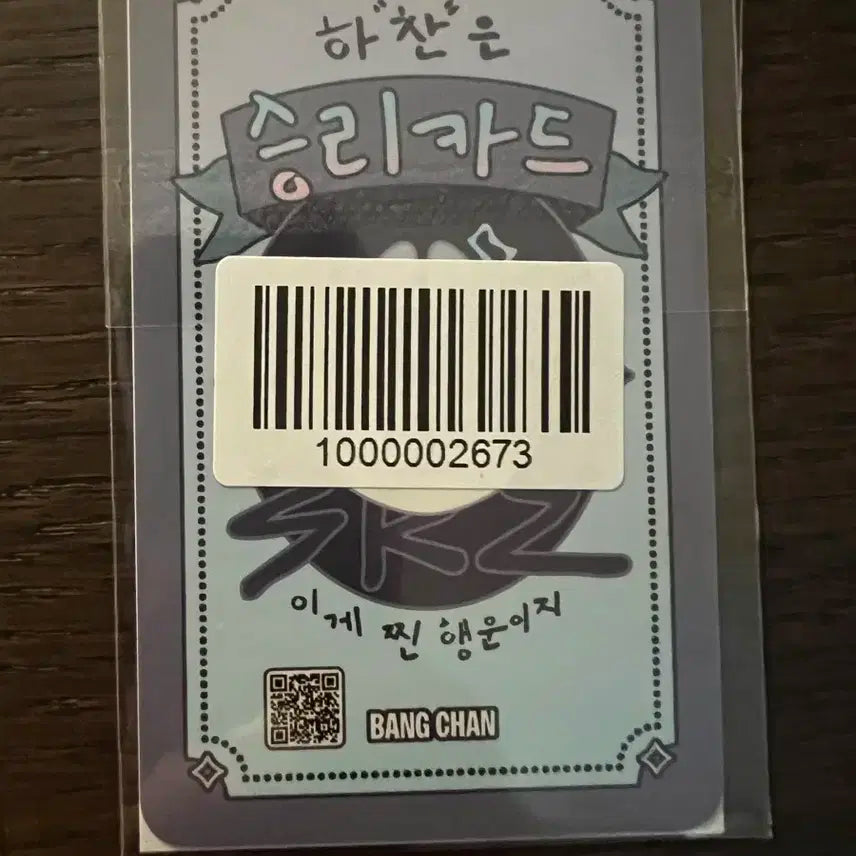 하"찬"은
승리카드
1000002673
SKZ
이게 찐 행운이지
BANG CHAN